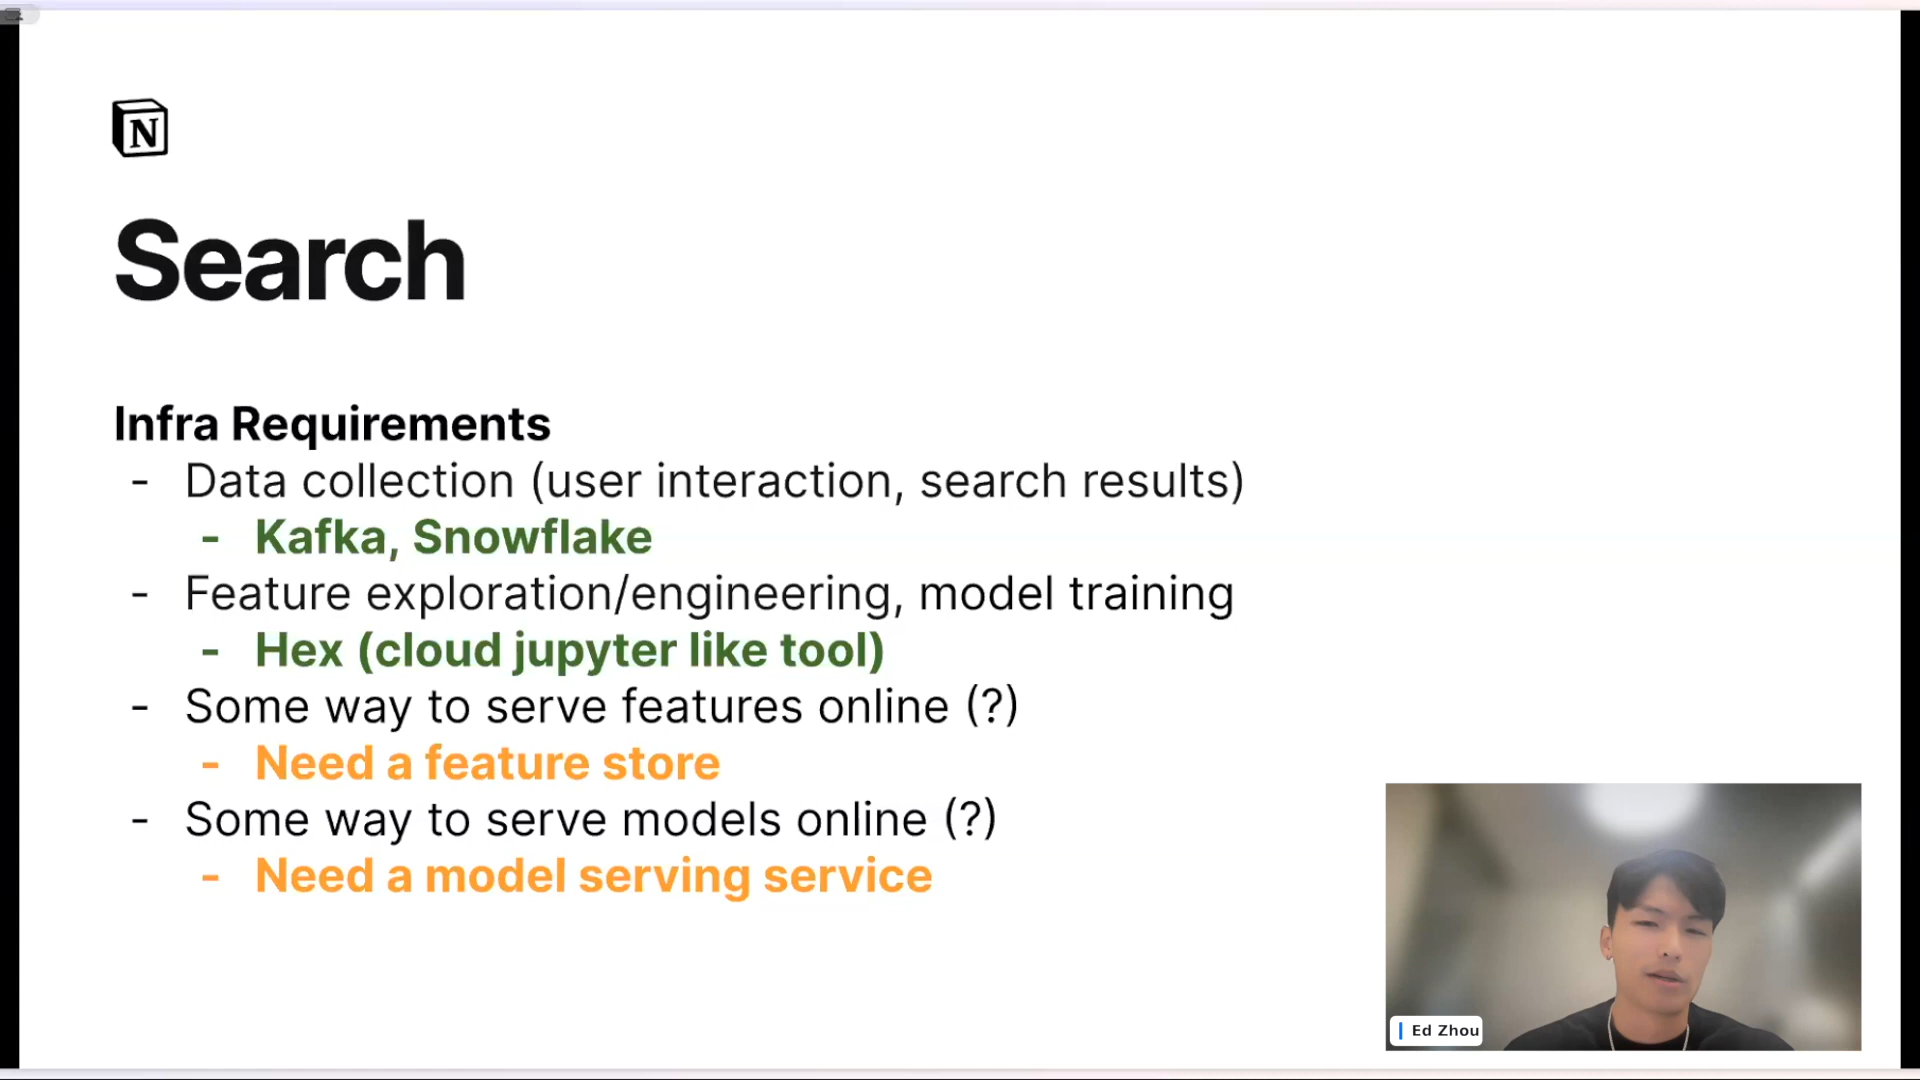 N
Search
Infra Requirements
- Data collection (user interaction, search results)
- Kafka, Snowflake
- Feature exploration/engineering, model training
- Hex (cloud jupyter like tool)
- Some way to serve features online (?)
- Need a feature store
- Some way to serve models online (?)
- Need a model serving service
Ed Zhou